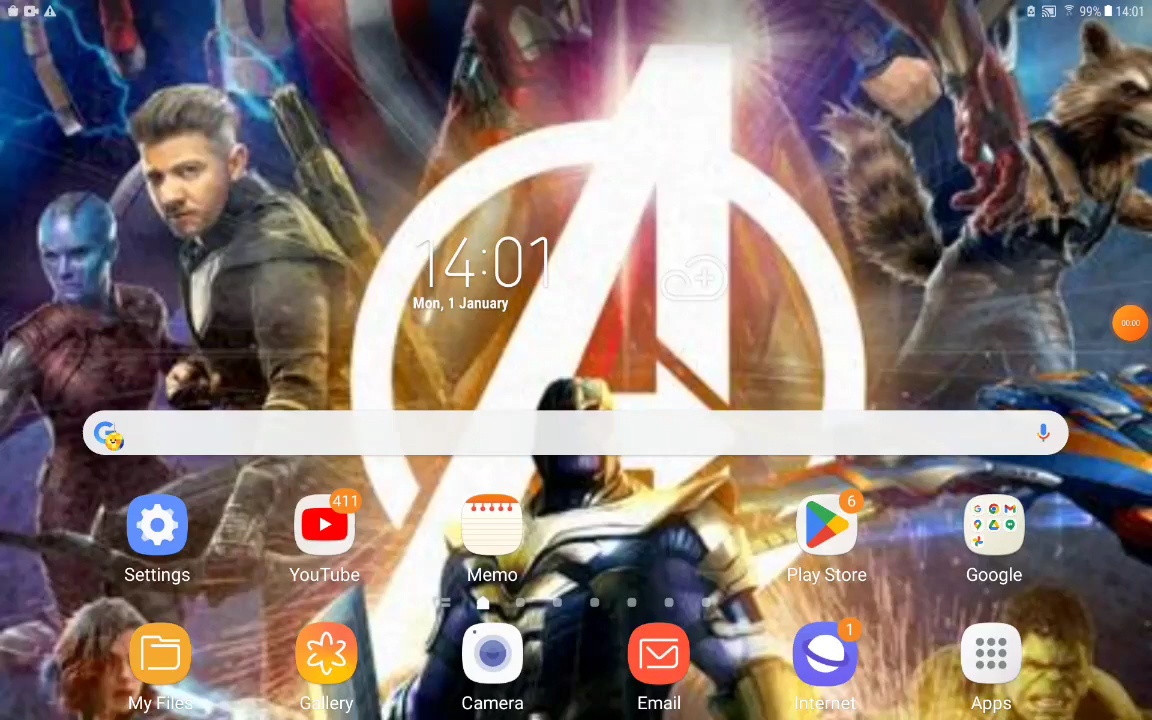 99% 14:01
14:01
Mon, 1 January
00:00
411
6
Settings
YouTube
Memo
Play Store
Google
1
My Files
Gallery
Camera
Email
Internet
Apps